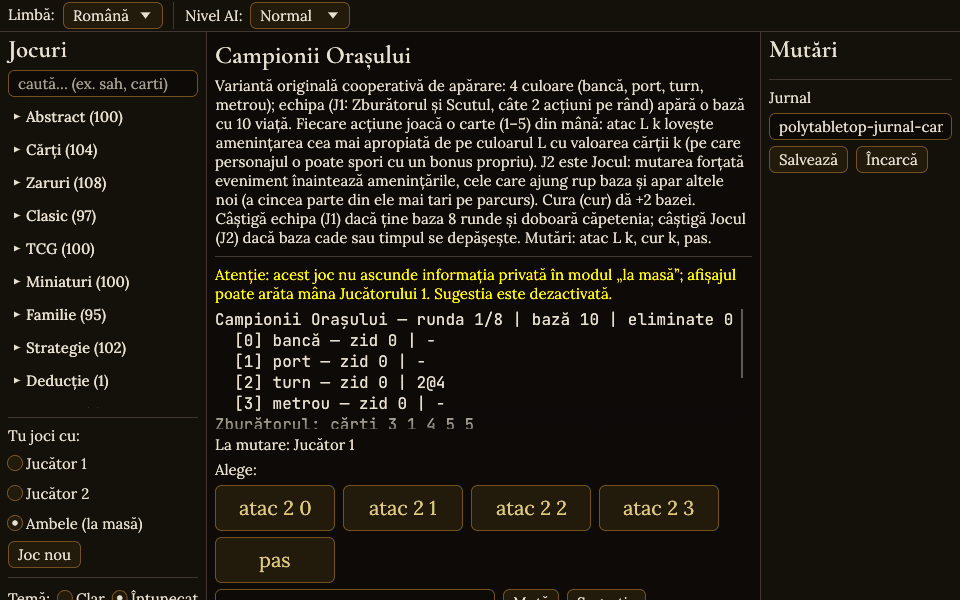 Limbă: Română ▼ Nivel AI: Normal ▼
Jocuri
caută... (ex. sah, carti)
▸ Abstract (100)
▸ Cărți (104)
▸ Zaruri (108)
▸ Clasic (97)
▸ TCG (100)
▸ Miniaturi (100)
▸ Familie (95)
▸ Strategie (102)
▸ Deducție (1)
Tu joci cu:
Jucător 1
Jucător 2
Ambele (la masă)
Joc nou
Temă: Clar Întunecat
Campionii Orașului
Variantă originală cooperativă de apărare: 4 culoare (bancă, port, turn,
metrou); echipa (J1: Zburătorul și Scutul, câte 2 acțiuni pe rând) apără o bază
cu 10 viață. Fiecare acțiune joacă o carte (1–5) din mână: atac L k lovește
amenințarea cea mai apropiată de pe culoarul L cu valoarea cărții k (pe care
personajul o poate spori cu un bonus propriu). J2 este Jocul: mutarea forțată
eveniment înaintează amenințările, cele care ajung rup baza și apar altele
noi (a cincea parte din ele mai tari pe parcurs). Cura (cur) dă +2 bazei.
Câștigă echipa (J1) dacă ține baza 8 runde și doboară căpetenia; câștigă Jocul
(J2) dacă baza cade sau timpul se depășește. Mutări: atac L k, cur k, pas.
Atenție: acest joc nu ascunde informația privată în modul „la masă”; afișajul
poate arăta mâna Jucătorului 1. Sugestia este dezactivată.
Campionii Orașului — runda 1/8 | bază 10 | eliminate 0
[0] bancă — zid 0 | -
[1] port — zid 0 | -
[2] turn — zid 0 | 2@4
[3] metrou — zid 0 | -
Zburătorul: cărți 3 1 4 5 5
La mutare: Jucător 1
Alege:
atac 2 0
atac 2 1
atac 2 2
atac 2 3
pas
Mută Sugestie
Mutări
Jurnal
polytabletop-jurnal-car
Salvează Încarcă